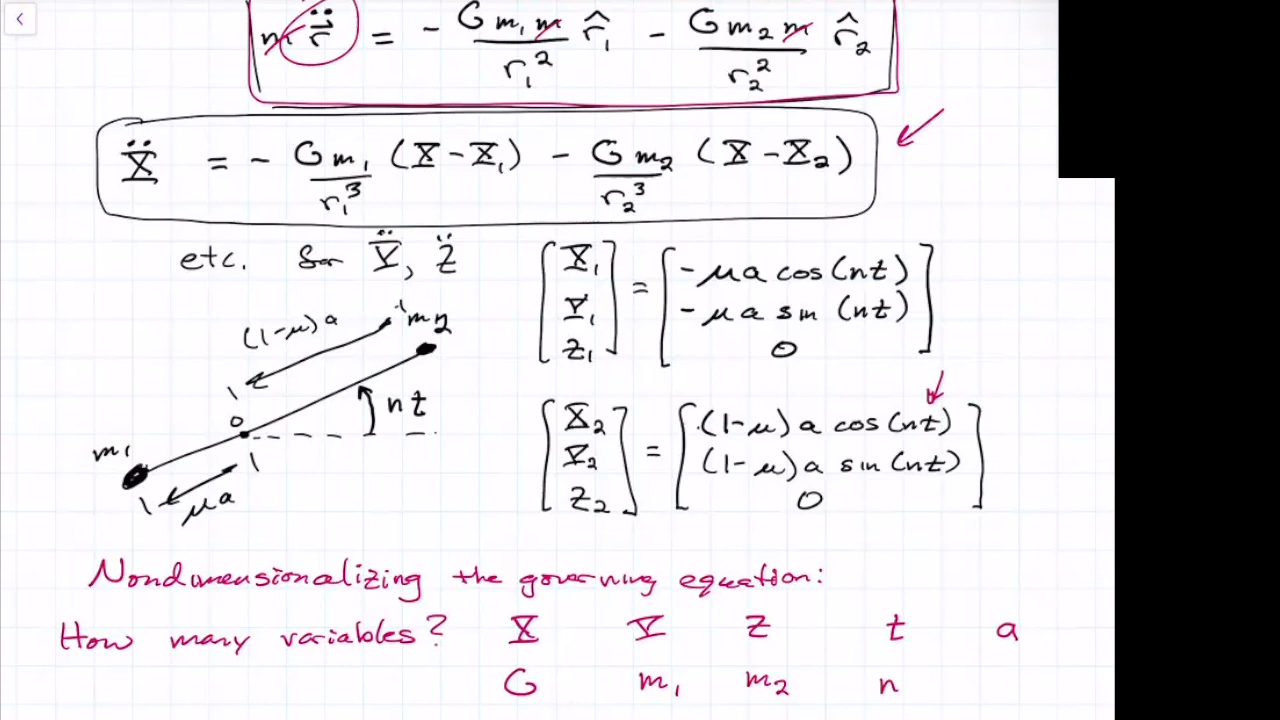 m r̈ = - G m₁ m / r₁² r̂₁ - G m₂ m / r₂² r̂₂
Ẍ = - G m₁ / r₁³ (X - X₁) - G m₂ / r₂³ (X - X₂)
etc. for Ÿ, Z̈
[X₁ Y₁ Z₁] = [-μa cos(nt) -μa sin(nt) 0]
(1-μ)a
m₂
nt
0
m₁
μa
[X₂ Y₂ Z₂] = [(1-μ)a cos(nt) (1-μ)a sin(nt) 0]
Nondimensionalizing the governing equation:
How many variables? X Y Z t a
G m₁ m₂ n